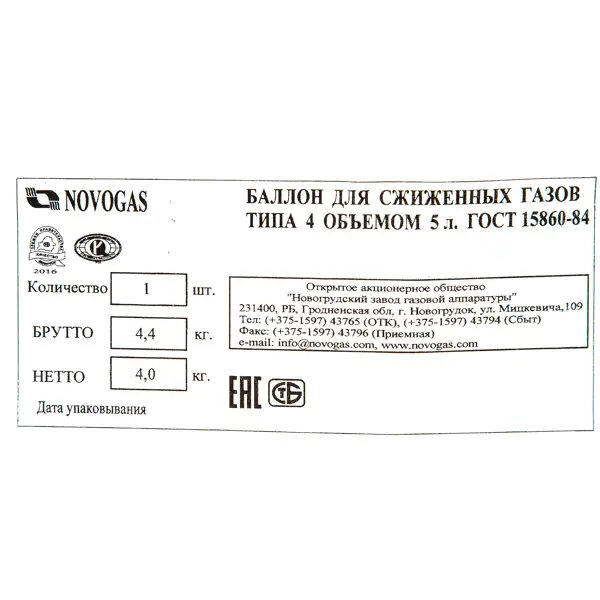 NOVOGAS
БАЛЛОН ДЛЯ СЖИЖЕННЫХ ГАЗОВ
ТИПА 4 ОБЪЕМОМ 5 л. ГОСТ 15860-84
2016
Количество 1 шт.
БРУТТО 4,4 кг.
НЕТТО 4,0 кг.
Дата упаковывания
Открытое акционерное общество
"Новогрудский завод газовой аппаратуры"
231400, РБ, Гродненская обл, г. Новогрудок, ул. Мицкевича,109
Тел: (+375-1597) 43765 (ОТК), (+375-1597) 43794 (Сбыт)
Факс: (+375-1597) 43796 (Приемная)
e-mail: info@novogas.com, www.novogas.com
ЕАС СТБ